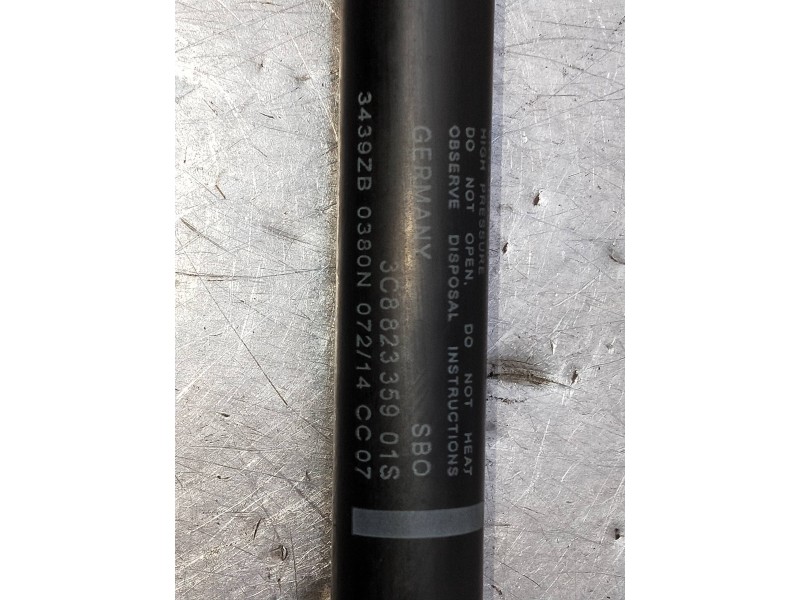 HIGH PRESSURE
DO NOT OPEN. DO NOT HEAT
OBSERVE DISPOSAL INSTRUCTIONS
GERMANY SBO
3C8 823 359 01S
3439ZB 0380N 072/14 CC 07